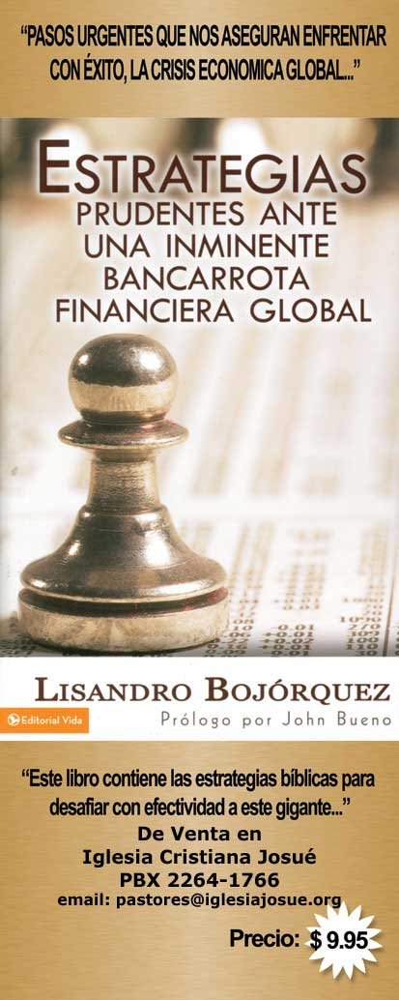 “PASOS URGENTES QUE NOS ASEGURAN ENFRENTAR
CON ÉXITO, LA CRISIS ECONOMICA GLOBAL...”
ESTRATEGIAS
PRUDENTES ANTE
UNA INMINENTE
BANCARROTA
FINANCIERA GLOBAL
LISANDRO BOJÓRQUEZ
Editorial Vida
Prólogo por John Bueno
“Este libro contiene las estrategias bíblicas para
desafiar con efectividad a este gigante...”
De Venta en
Iglesia Cristiana Josué
PBX 2264-1766
email: pastores@iglesiajosue.org
Precio: $ 9.95